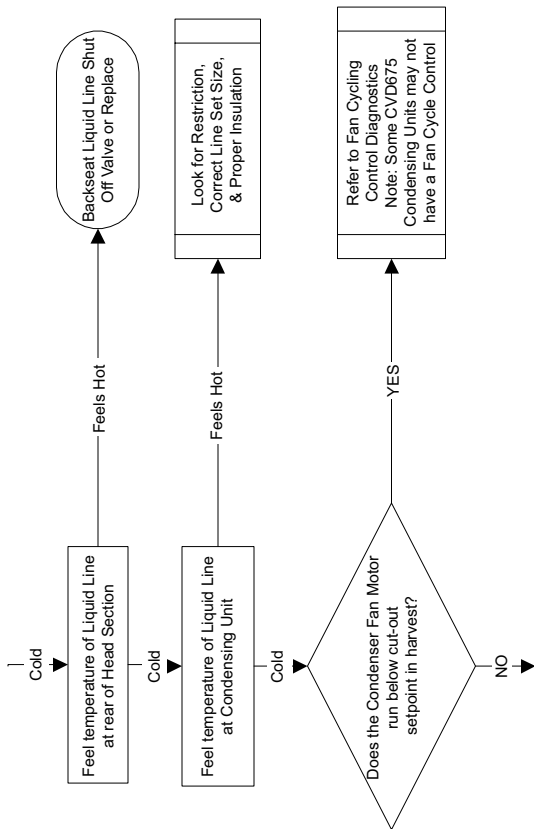 Cold
Feel temperature of Liquid Line
at rear of Head Section
Feels Hot
Backseat Liquid Line Shut
Off Valve or Replace
Cold
Feel temperature of Liquid Line
at Condensing Unit
Feels Hot
Look for Restriction,
Correct Line Set Size,
& Proper Insulation
Cold
Does the Condenser Fan Motor
run below cut-out
setpoint in harvest?
YES
Refer to Fan Cycling
Control Diagnostics
Note: Some CVD675
Condensing Units may not
have a Fan Cycle Control
NO